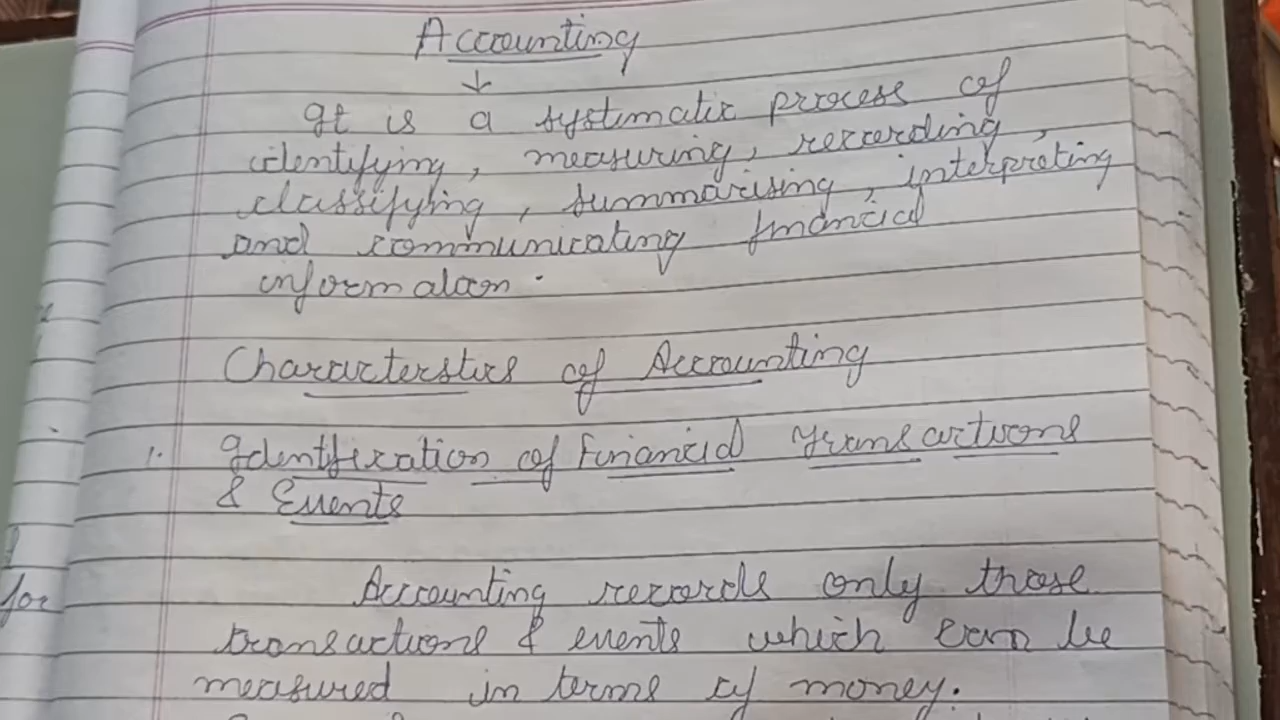 Accounting
↓
It is a systematic process of
identifying, measuring, recording,
classifying, summarising, interpreting
and communicating financial
information.
Characterstics of Accounting
1. Identification of Financial Transactions
& Events
Accounting records only those
transactions & events which can be
measured in terms of money.
for